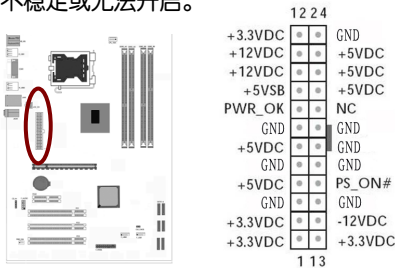 不稳定或无法开启。
12 24
+3.3VDC GND
+12VDC +5VDC
+12VDC +5VDC
+5VSB +5VDC
PWR_OK NC
GND GND
+5VDC GND
GND GND
+5VDC PS_ON#
GND GND
+3.3VDC -12VDC
+3.3VDC +3.3VDC
1 13